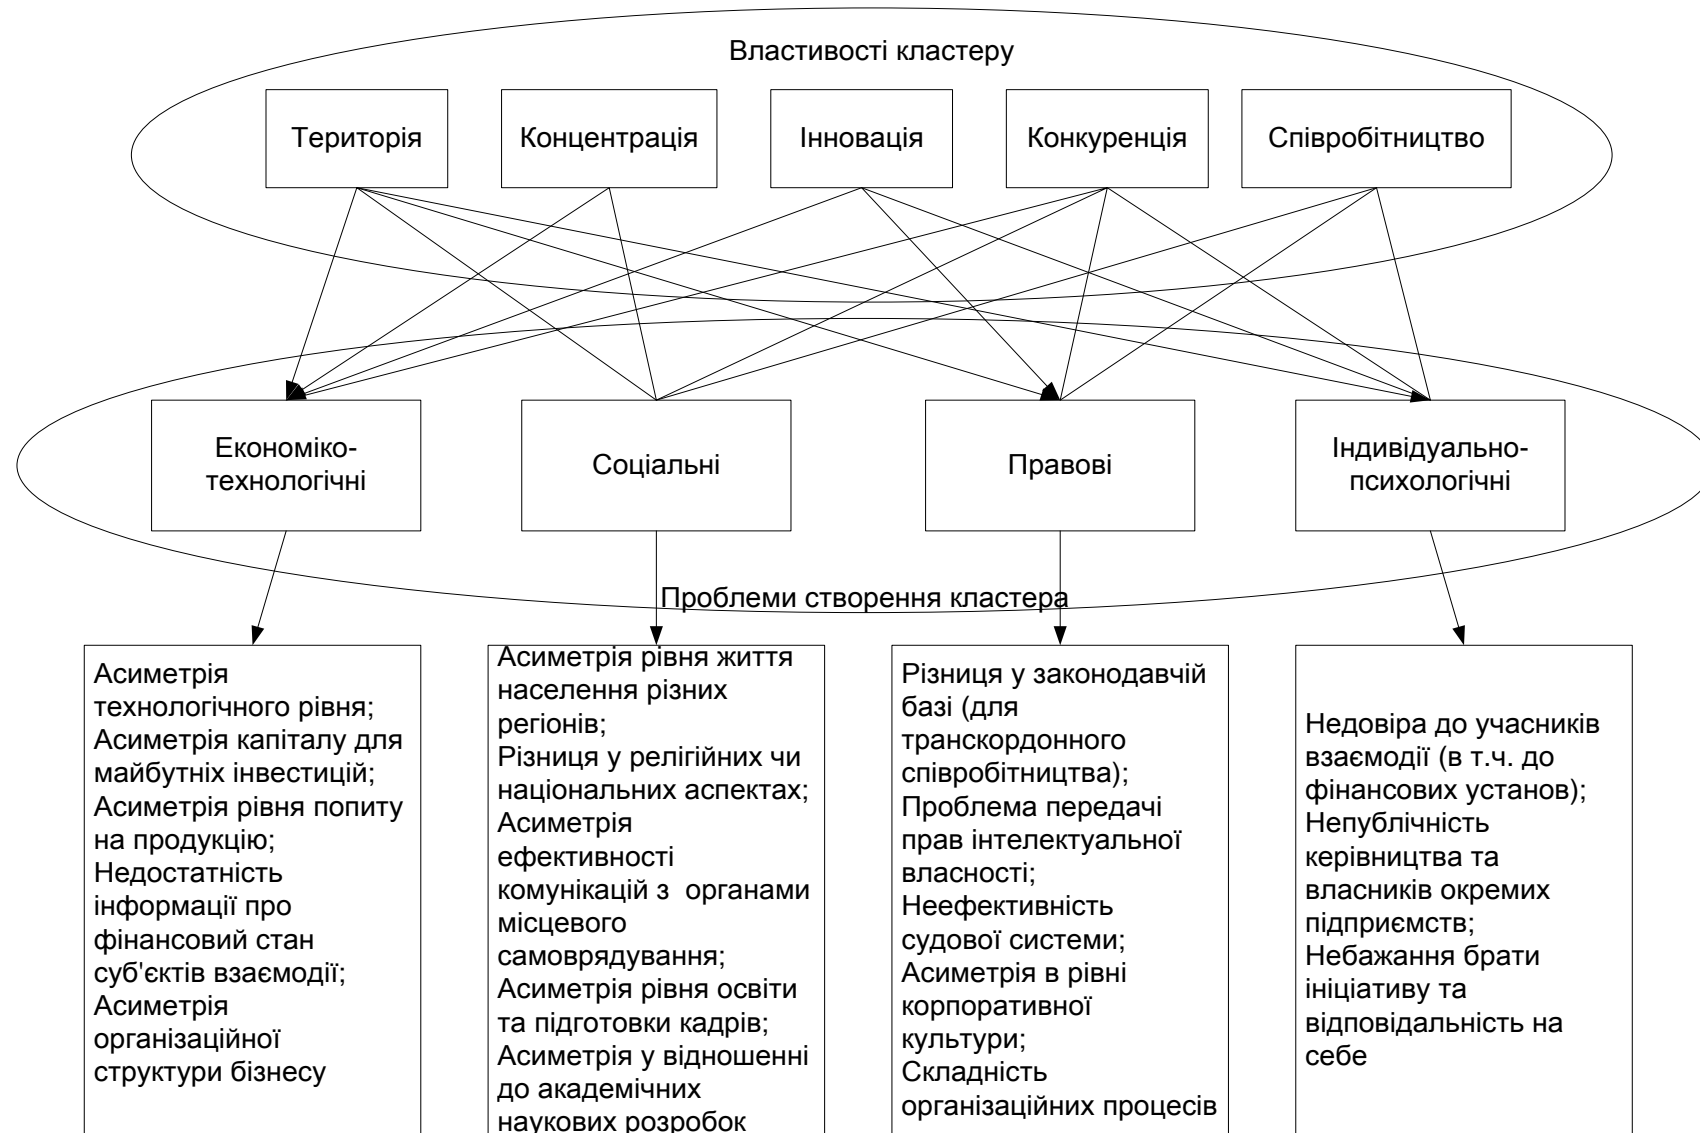 Властивості кластеру
Територія
Концентрація
Інновація
Конкуренція
Співробітництво
Економіко-
технологічні
Соціальні
Правові
Індивідуально-
психологічні
Проблеми створення кластера
Асиметрія
технологічного рівня;
Асиметрія капіталу для
майбутніх інвестицій;
Асиметрія рівня попиту
на продукцію;
Недостатність
інформації про
фінансовий стан
суб'єктів взаємодії;
Асиметрія
організаційної
структури бізнесу
Асиметрія рівня життя
населення різних
регіонів;
Різниця у релігійних чи
національних аспектах;
Асиметрія
ефективності
комунікацій з  органами
місцевого
самоврядування;
Асиметрія рівня освіти
та підготовки кадрів;
Асиметрія у відношенні
до академічних
наукових розробок
Різниця у законодавчій
базі (для
транскордонного
співробітництва);
Проблема передачі
прав інтелектуальної
власності;
Неефективність
судової системи;
Асиметрія в рівні
корпоративної
культури;
Складність
організаційних процесів
Недовіра до учасників
взаємодії (в т.ч. до
фінансових установ);
Непублічність
керівництва та
власників окремих
підприємств;
Небажання брати
ініціативу та
відповідальність на
себе